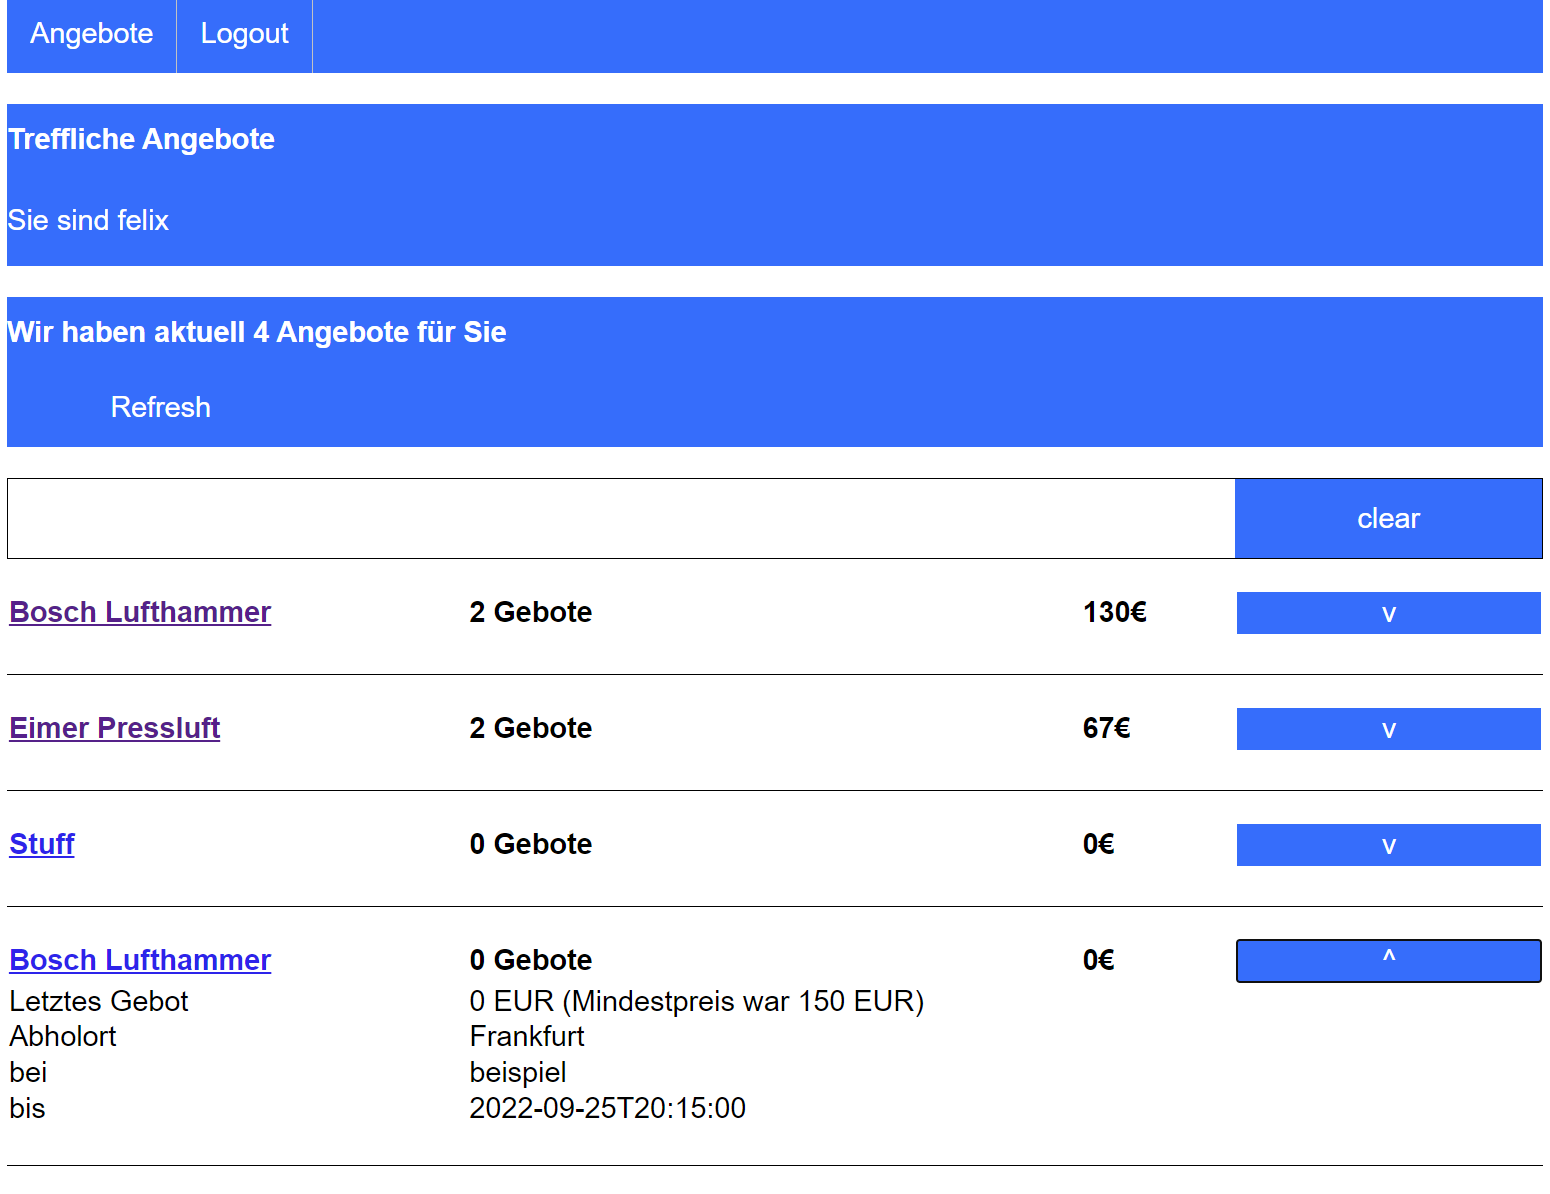 Angebote Logout
Treffliche Angebote
Sie sind felix
Wir haben aktuell 4 Angebote für Sie
Refresh
clear
Bosch Lufthammer 2 Gebote 130€ v
Eimer Pressluft 2 Gebote 67€ v
Stuff 0 Gebote 0€ v
Bosch Lufthammer 0 Gebote 0€ ^
Letztes Gebot 0 EUR (Mindestpreis war 150 EUR)
Abholort Frankfurt
bei beispiel
bis 2022-09-25T20:15:00